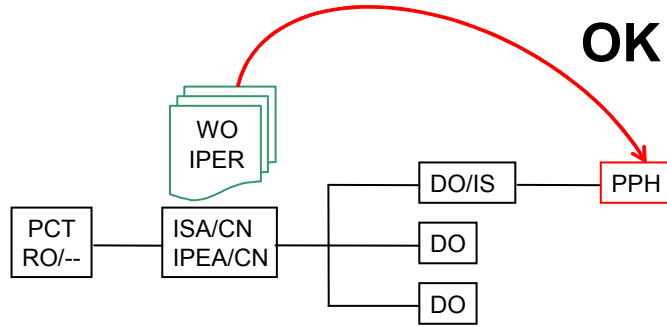 OK
WO
IPER
DO/IS
PPH
PCT
RO/--
ISA/CN
IPEA/CN
DO
DO